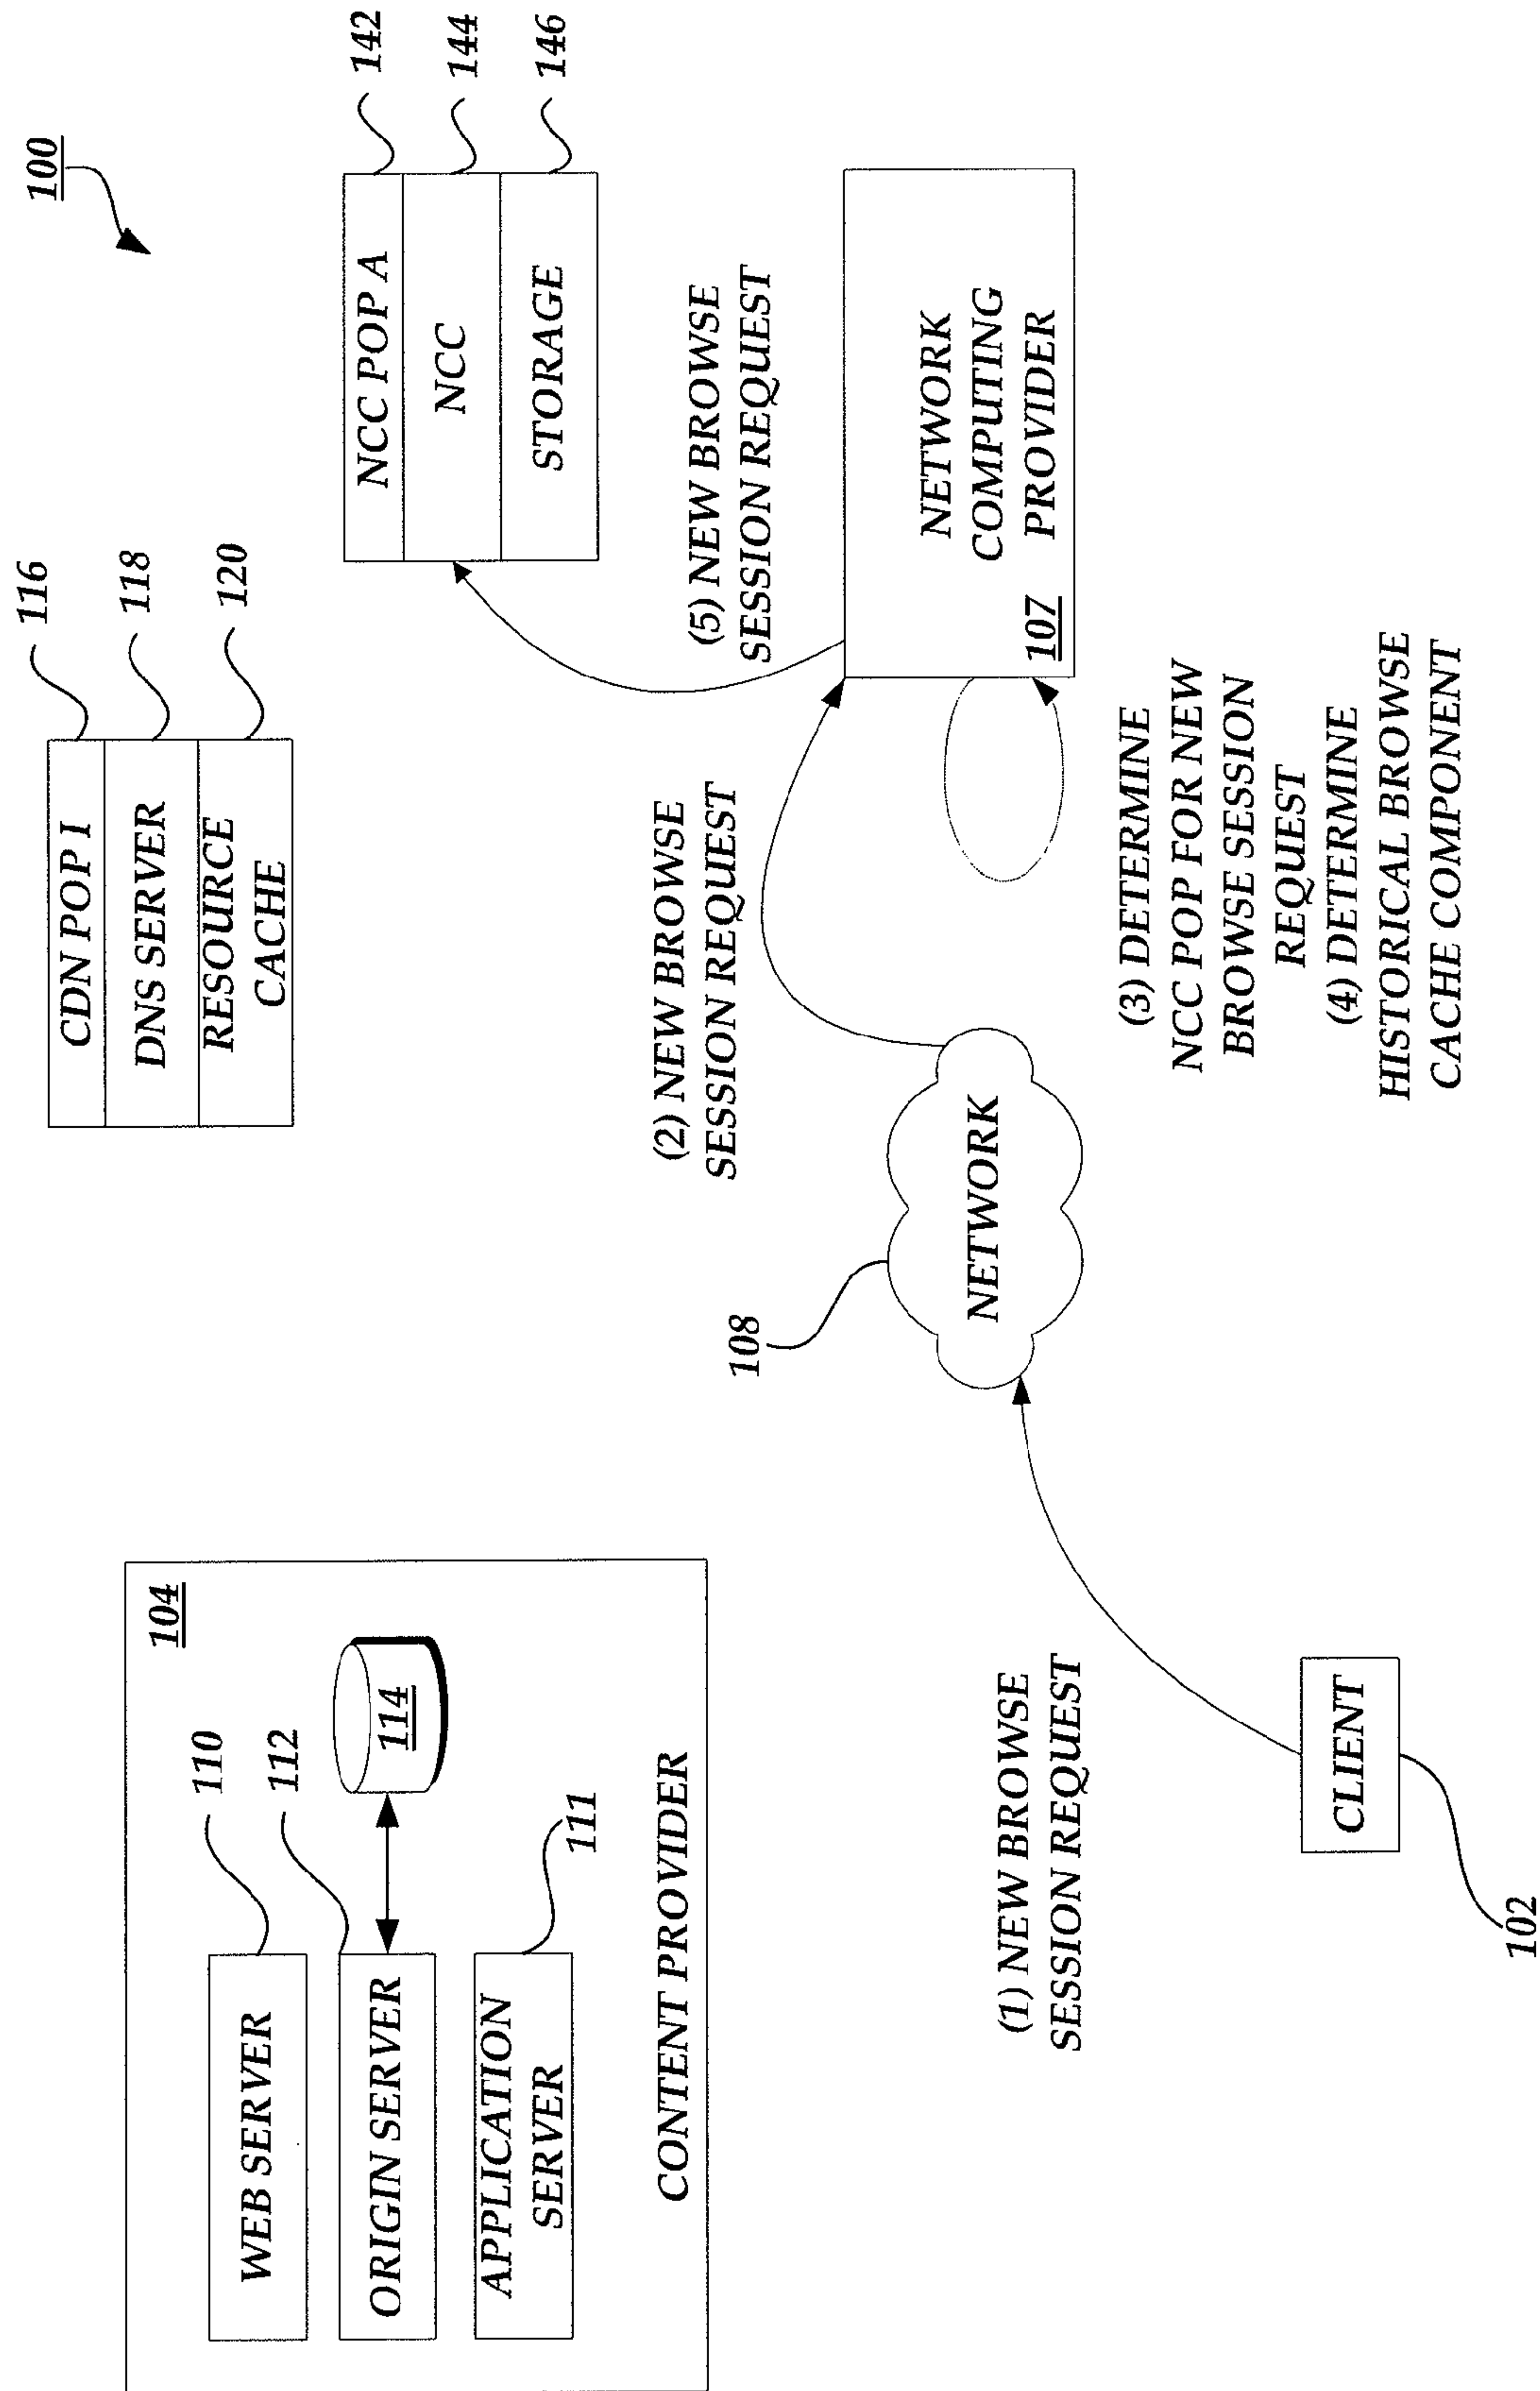 100
104
110
WEB SERVER
112
ORIGIN SERVER
114
APPLICATION
SERVER
111
CONTENT PROVIDER
116
CDN POP I
118
DNS SERVER
120
RESOURCE
CACHE
142
NCC POP A
144
NCC
146
STORAGE
(1) NEW BROWSE
SESSION REQUEST
CLIENT
102
108
NETWORK
(2) NEW BROWSE
SESSION REQUEST
(5) NEW BROWSE
SESSION REQUEST
NETWORK
COMPUTING
PROVIDER
107
(3) DETERMINE
NCC POP FOR NEW
BROWSE SESSION
REQUEST
(4) DETERMINE
HISTORICAL BROWSE
CACHE COMPONENT